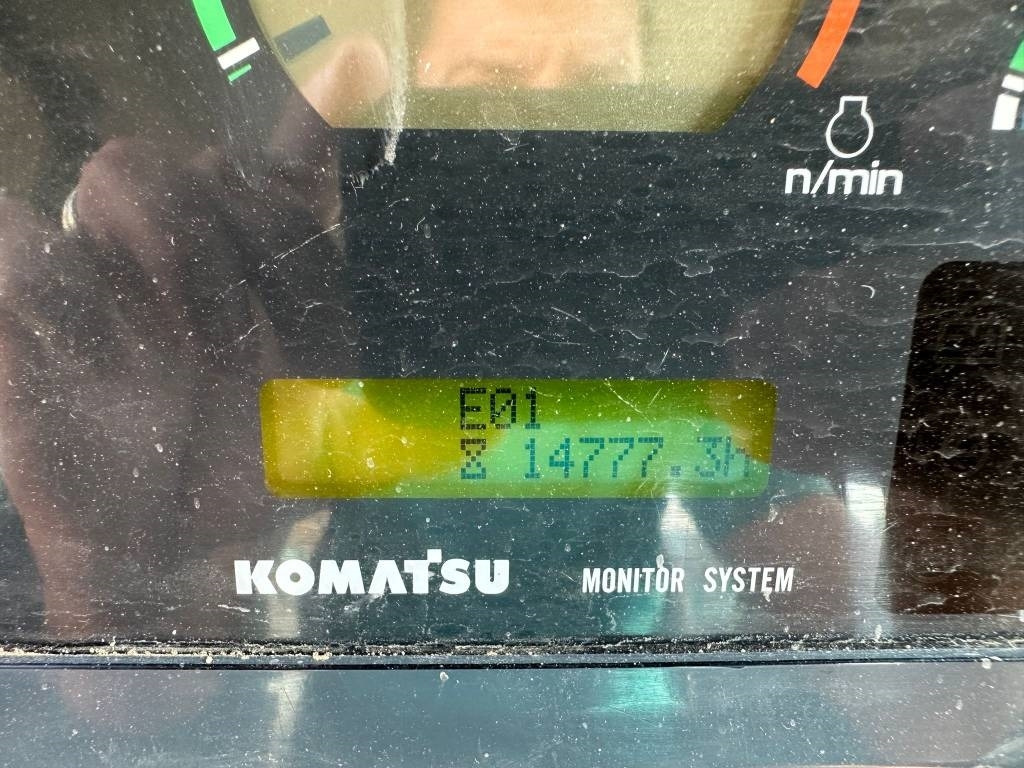 n/min
E01
14777.3h
KOMATSU MONITOR SYSTEM